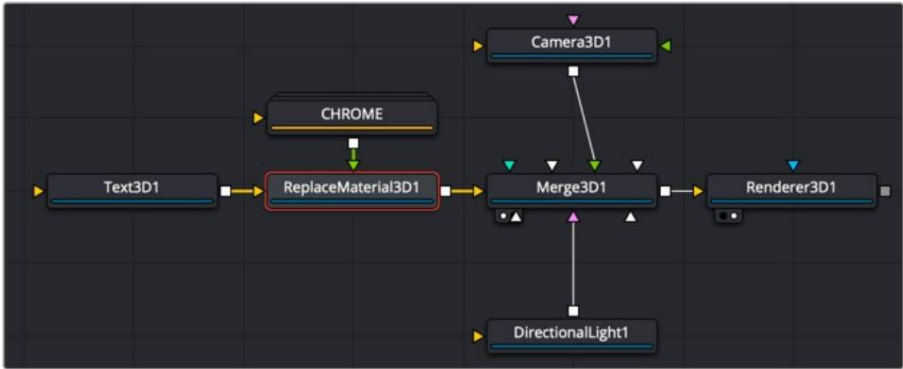 Camera3D1
CHROME
Text3D1
ReplaceMaterial3D1
Merge3D1
Renderer3D1
DirectionalLight1